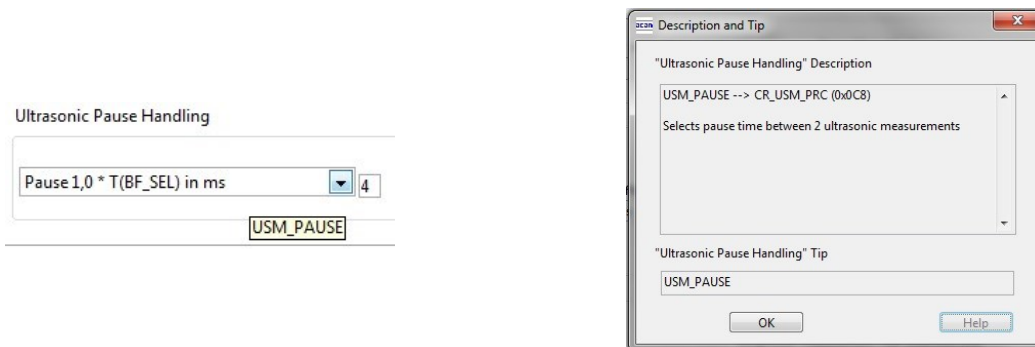 Ultrasonic Pause Handling
Pause 1,0 * T(BF_SEL) in ms
4
USM_PAUSE
acan Description and Tip
"Ultrasonic Pause Handling" Description
USM_PAUSE --> CR_USM_PRC (0x0C8)
Selects pause time between 2 ultrasonic measurements
"Ultrasonic Pause Handling" Tip
USM_PAUSE
OK
Help